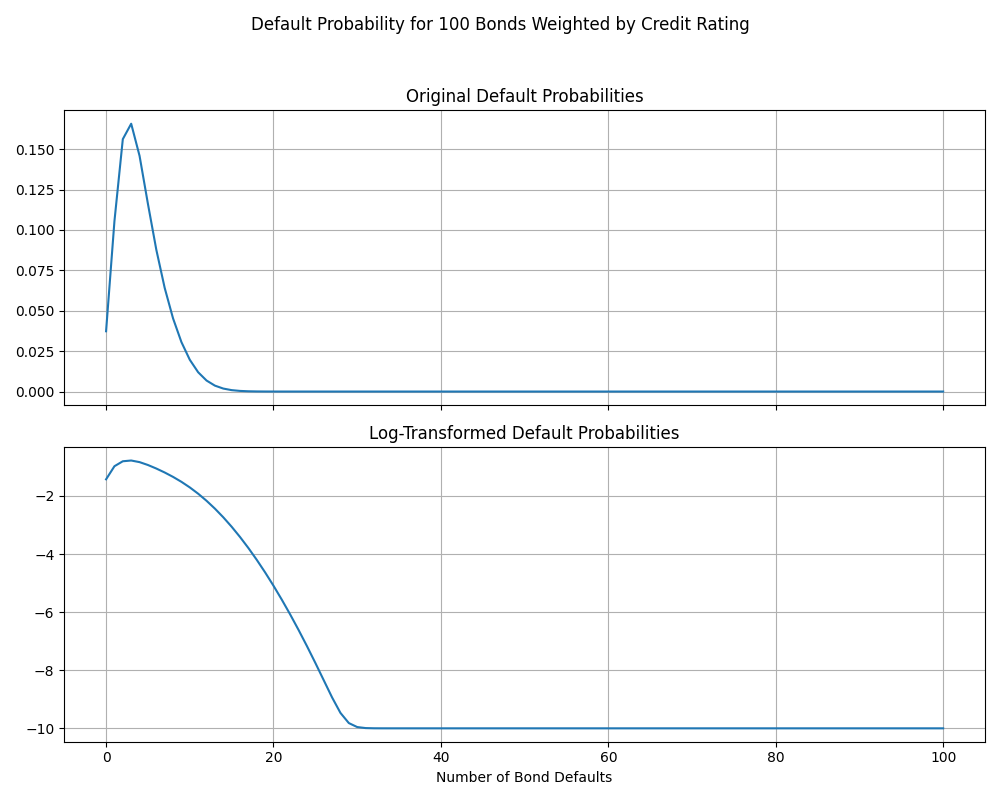 Default Probability for 100 Bonds Weighted by Credit Rating
Original Default Probabilities
0.150
0.125
0.100
0.075
0.050
0.025
0.000
Log-Transformed Default Probabilities
−2
−4
−6
−8
−10
0 20 40 60 80 100
Number of Bond Defaults